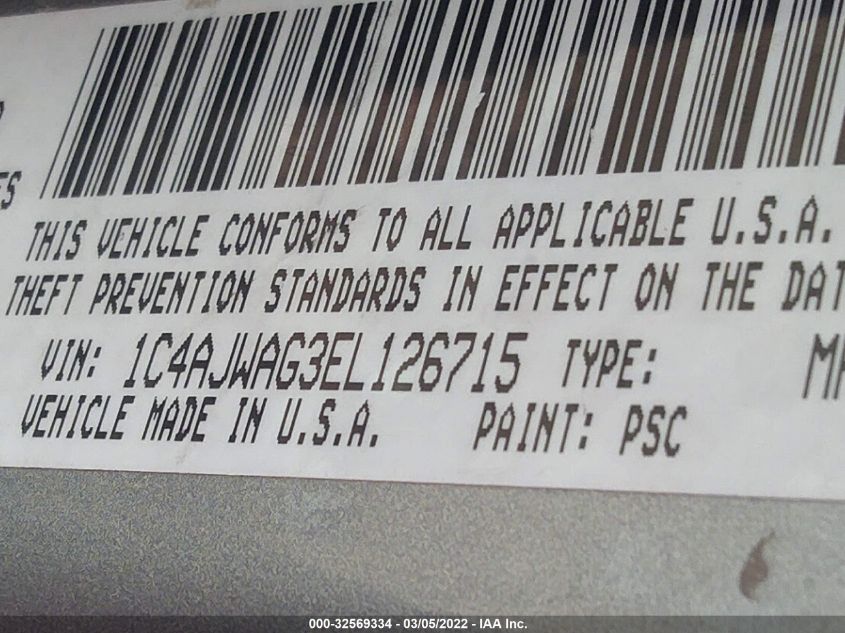 THIS VEHICLE CONFORMS TO ALL APPLICABLE U.S.A.
THEFT PREVENTION STANDARDS IN EFFECT ON THE DAT
VIN: 1C4AJWAG3EL126715 TYPE:
VEHICLE MADE IN U.S.A. PAINT: PSC
000-32569334 - 03/05/2022 - IAA Inc.